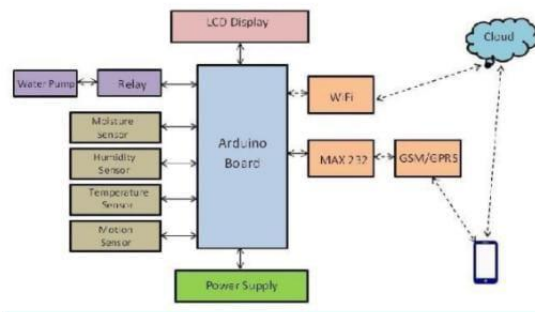 LCD Display
Cloud
Water Pump
Relay
WiFi
Moisture
Sensor
Arduino
Board
Humidity
Sensor
MAX 232
GSM/GPRS
Temperature
Sensor
Motion
Sensor
Power Supply